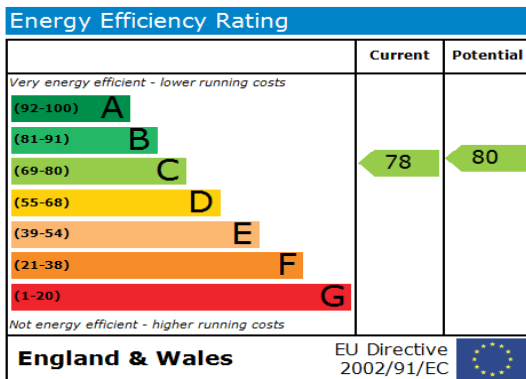 Energy Efficiency Rating
Current Potential
Very energy efficient - lower running costs
(92-100) A
(81-91) B
(69-80) C
78 80
(55-68) D
(39-54) E
(21-38) F
(1-20) G
Not energy efficient - higher running costs
England & Wales
EU Directive
2002/91/EC